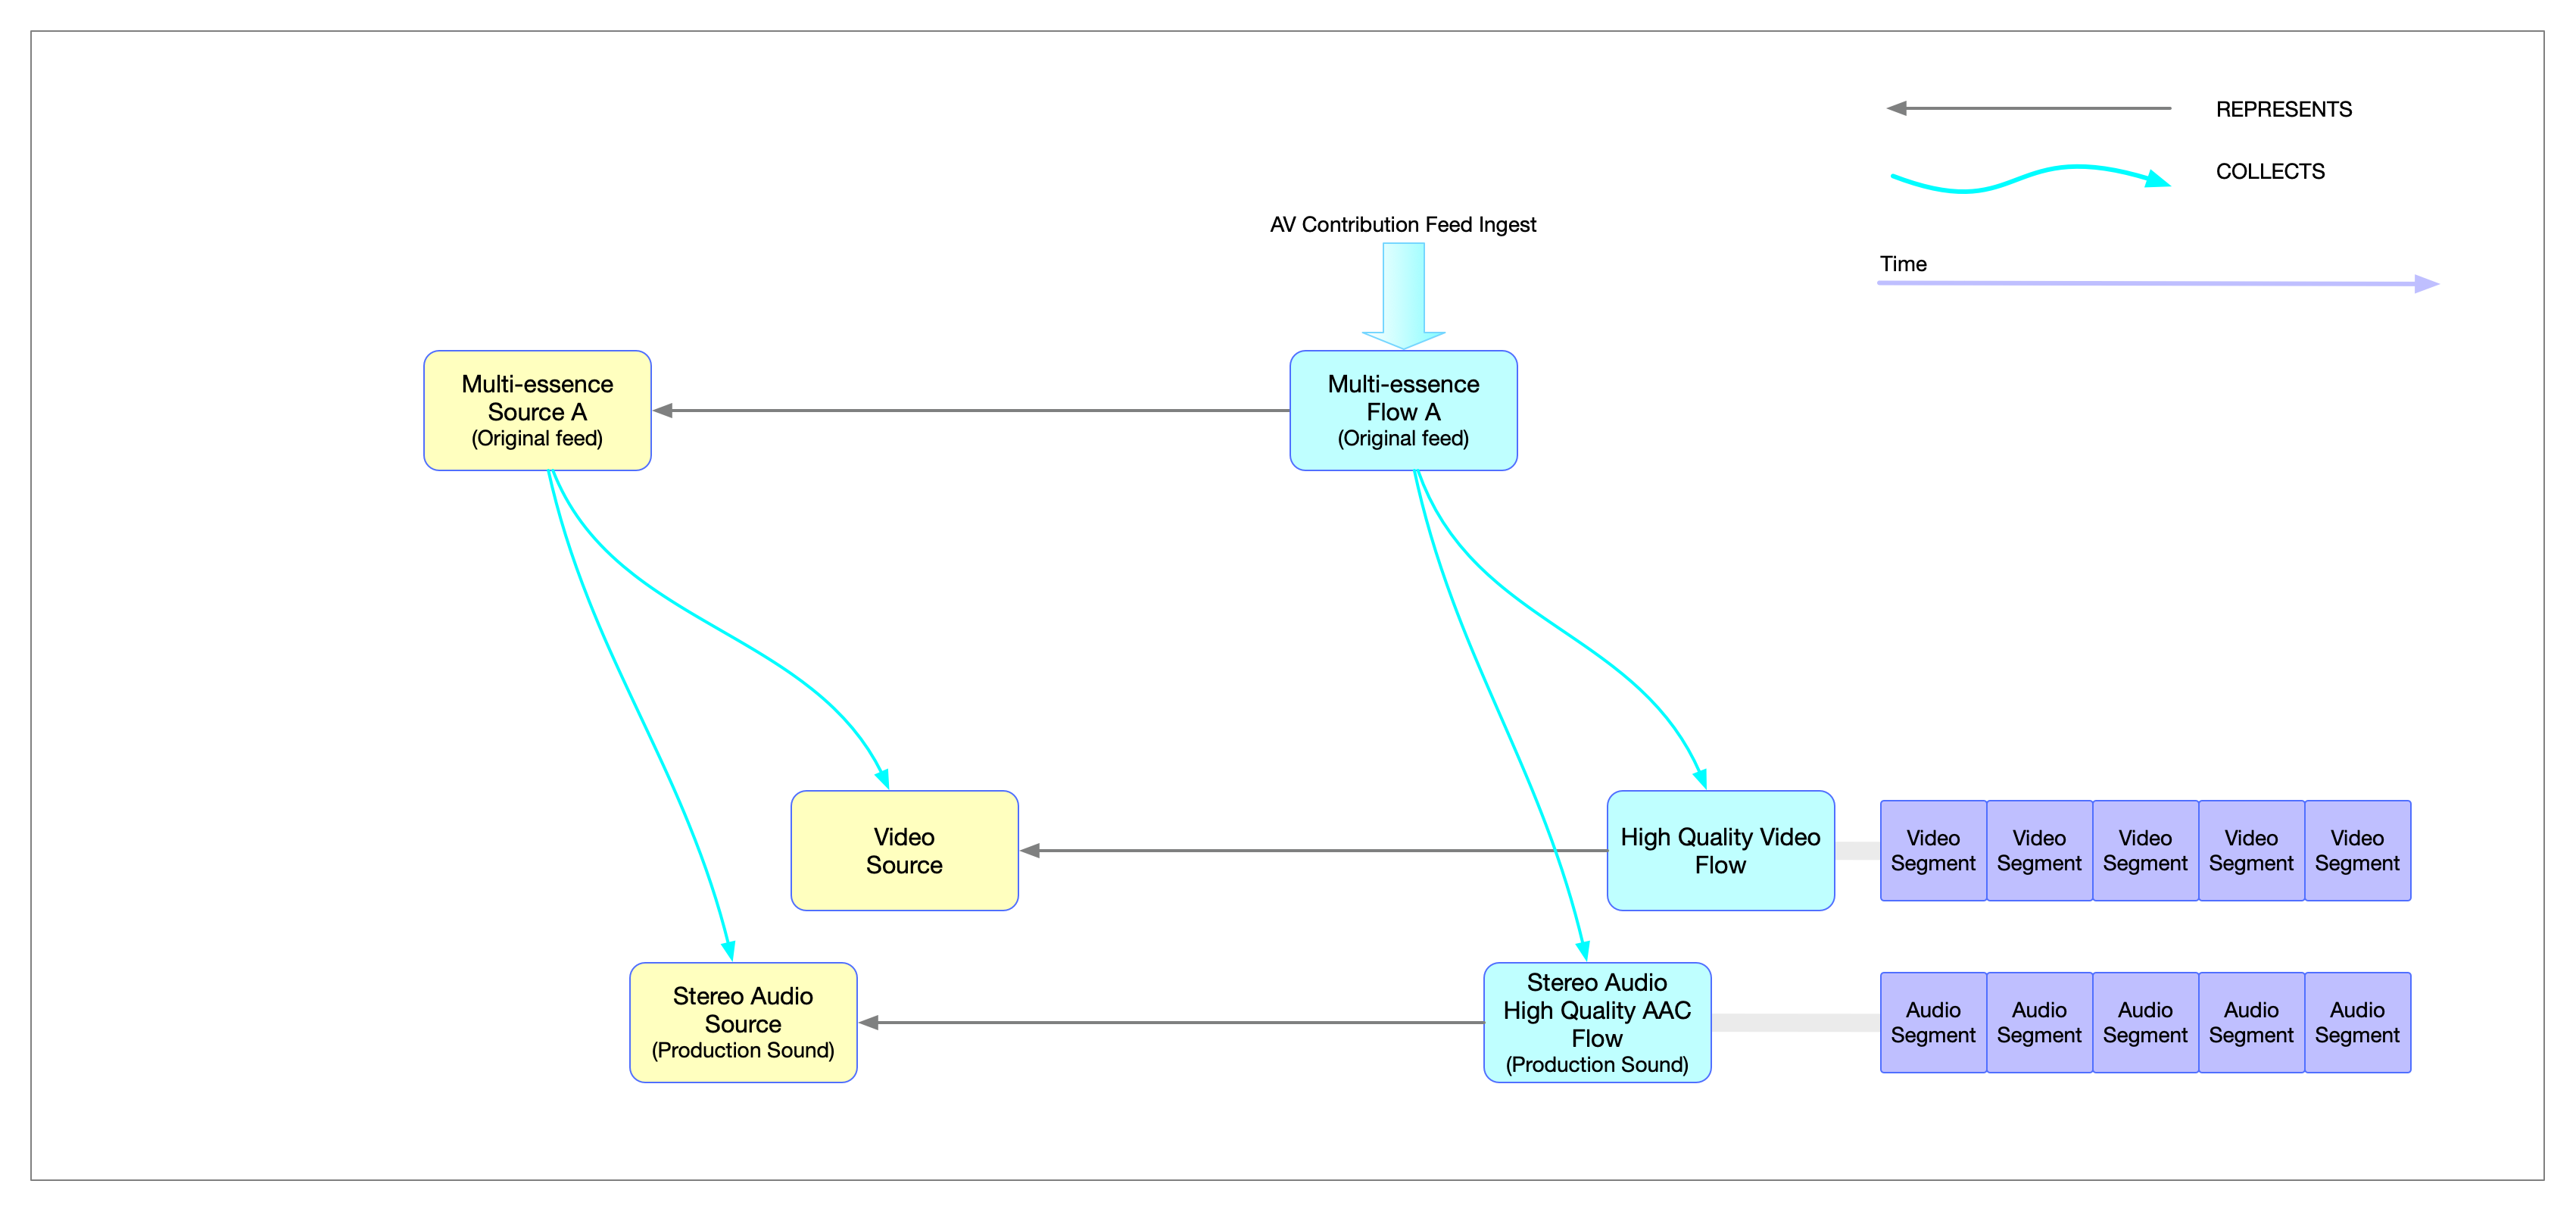 REPRESENTS
COLLECTS
AV Contribution Feed Ingest
Time
Multi-essence
Source A
(Original feed)
Multi-essence
Flow A
(Original feed)
Video
Source
High Quality Video
Flow
Video
Segment
Video
Segment
Video
Segment
Video
Segment
Video
Segment
Stereo Audio
Source
(Production Sound)
Stereo Audio
High Quality AAC
Flow
(Production Sound)
Audio
Segment
Audio
Segment
Audio
Segment
Audio
Segment
Audio
Segment